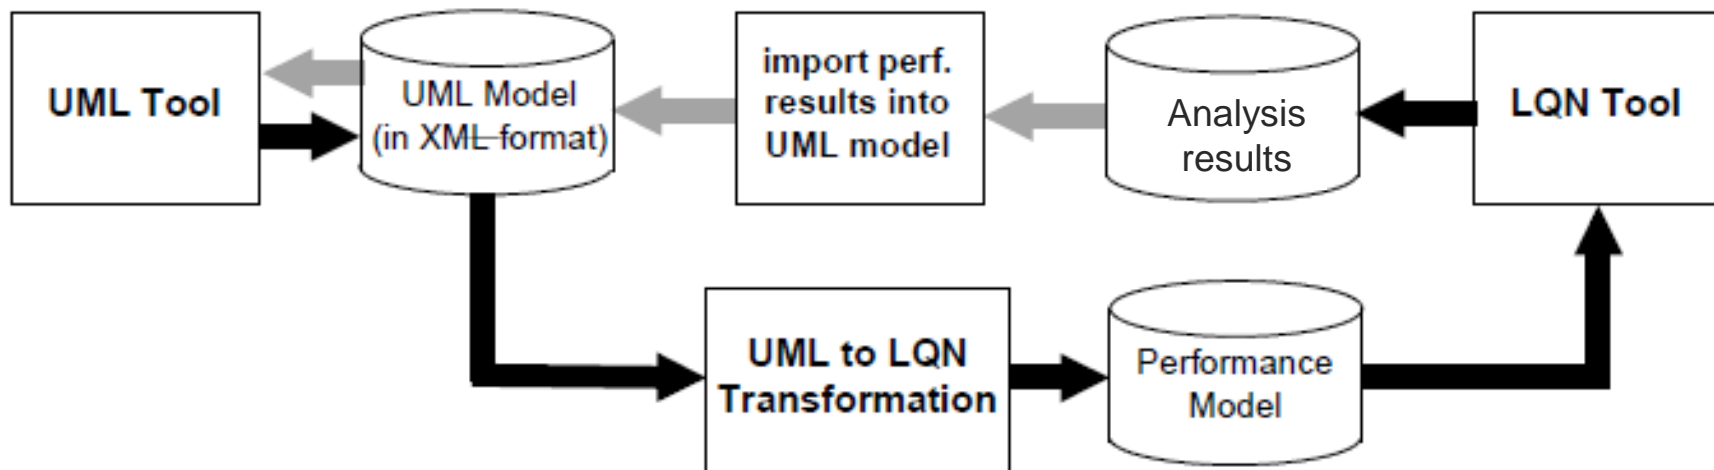 UML Tool
UML Model
(in XML format)
import perf.
results into
UML model
Analysis
results
LQN Tool
UML to LQN
Transformation
Performance
Model